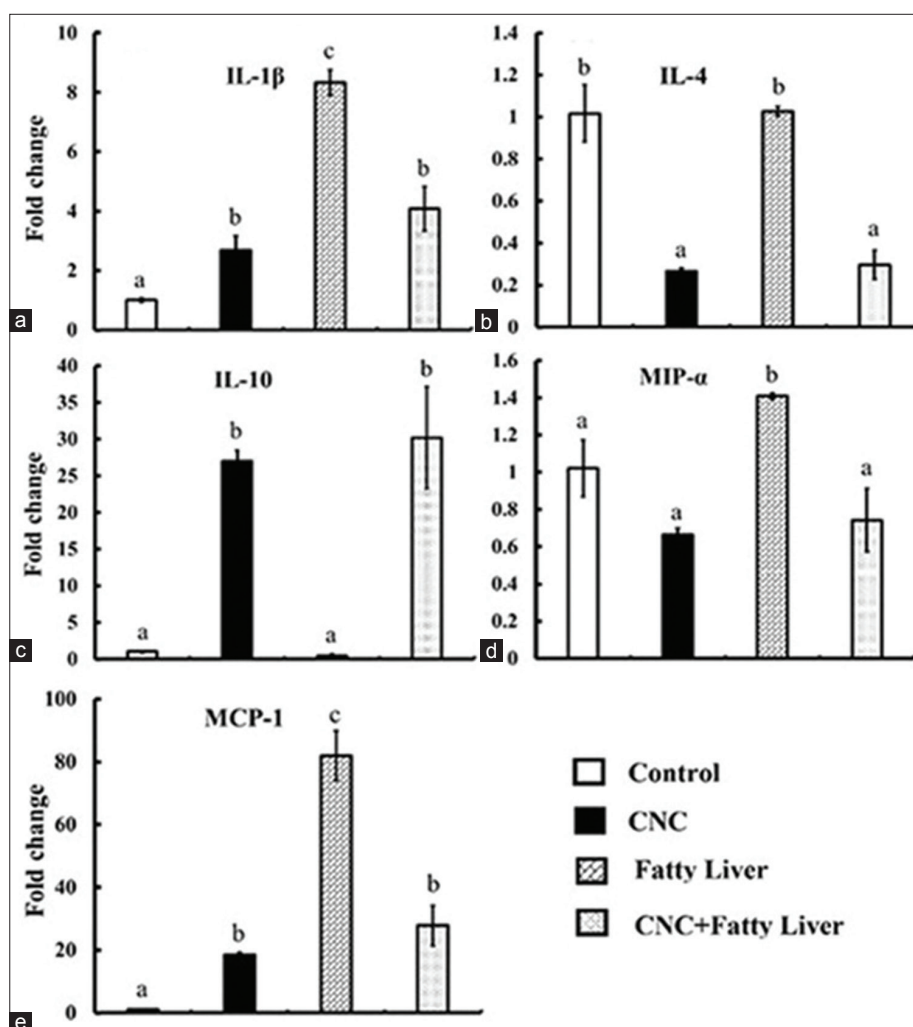 10
8
6
4
2
0
Fold change
IL-1β
a
b
c
b
a
1.4
1.2
1
0.8
0.6
0.4
0.2
0
IL-4
b
a
b
a
b
40
35
30
25
20
15
10
5
0
Fold change
IL-10
a
b
a
b
c
1.6
1.4
1.2
1
0.8
0.6
0.4
0.2
0
MIP-α
a
a
b
a
d
100
80
60
40
20
0
Fold change
MCP-1
a
b
c
b
e
Control
CNC
Fatty Liver
CNC+Fatty Liver